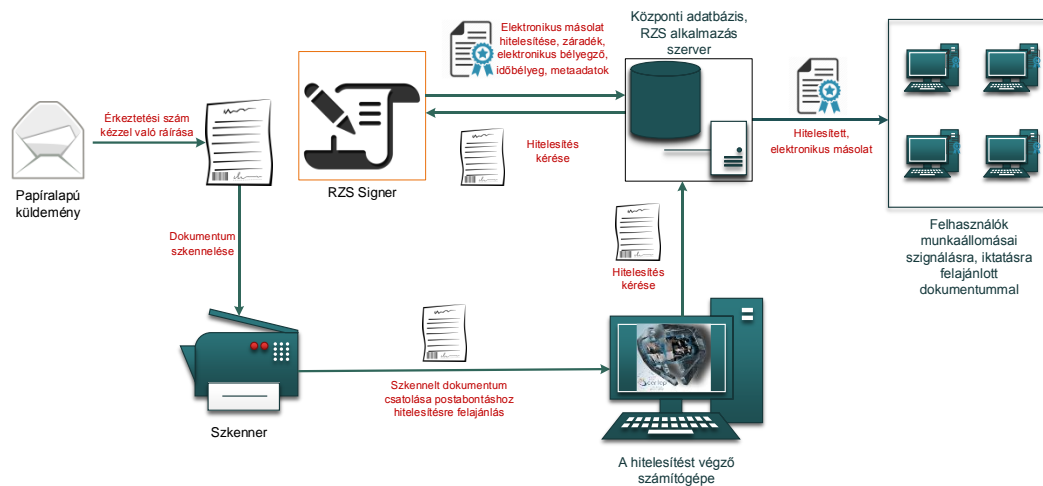 Papíralapú
küldemény
Érkeztetési szám
kézzel való ráírása
Dokumentum
szkennelése
Szkenner
Szkennelt dokumentum
csatolása postabontáshoz
hitelesítésre felajánlás
A hitelesítést végző
számítógépe
Hitelesítés
kérése
Központi adatbázis,
RZS alkalmazás
szerver
Hitelesítés
kérése
RZS Signer
Elektronikus másolat
hitelesítése, záradék,
elektronikus bélyegző,
időbélyeg, metaadatok
Hitelesített,
elektronikus másolat
Felhasználók
munkaállomásai
szignálásra, iktatásra
felajánlott
dokumentummal